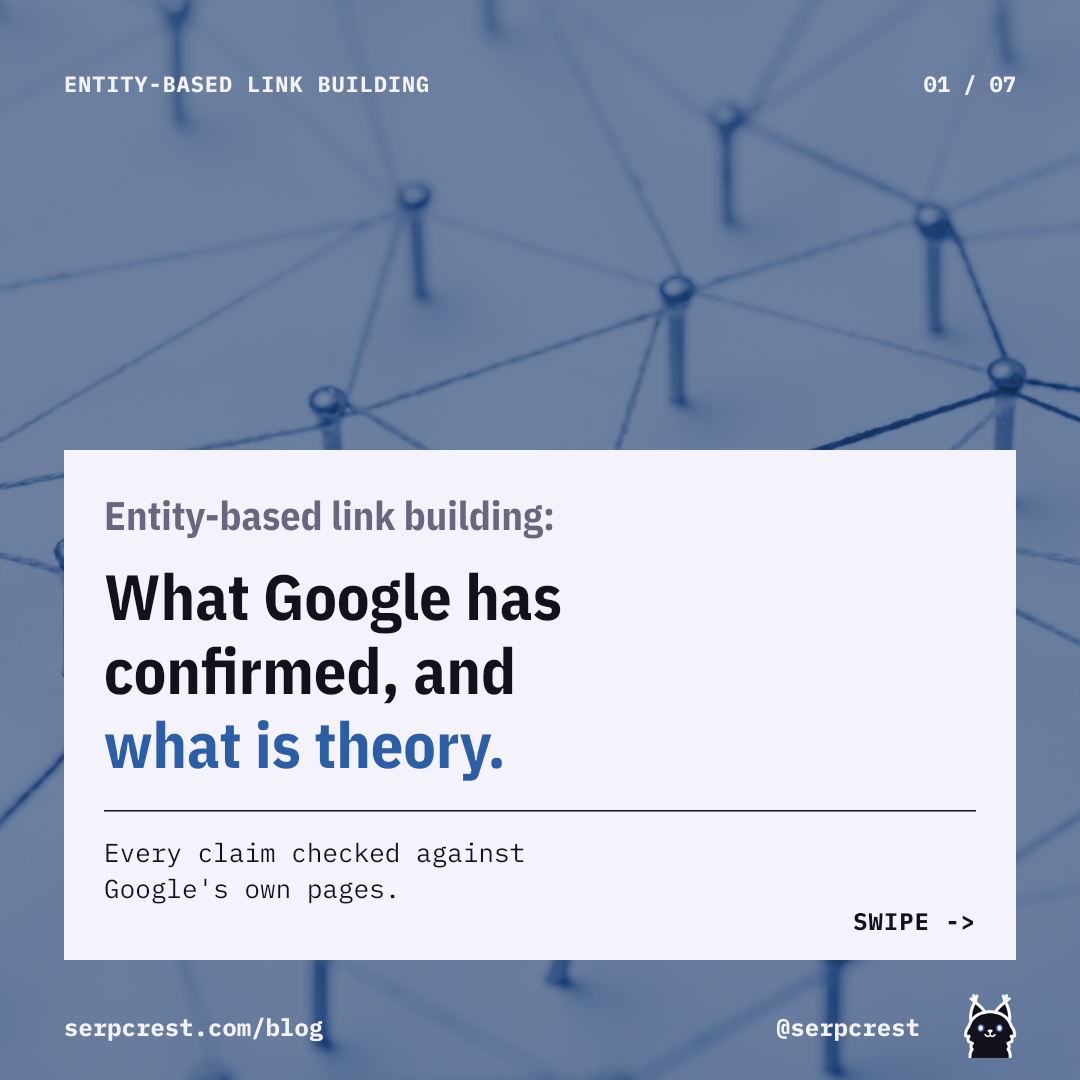 ENTITY-BASED LINK BUILDING
01 / 07
Entity-based link building:
What Google has
confirmed, and
what is theory.
Every claim checked against
Google's own pages.
SWIPE ->
serpcrest.com/blog
@serpcrest